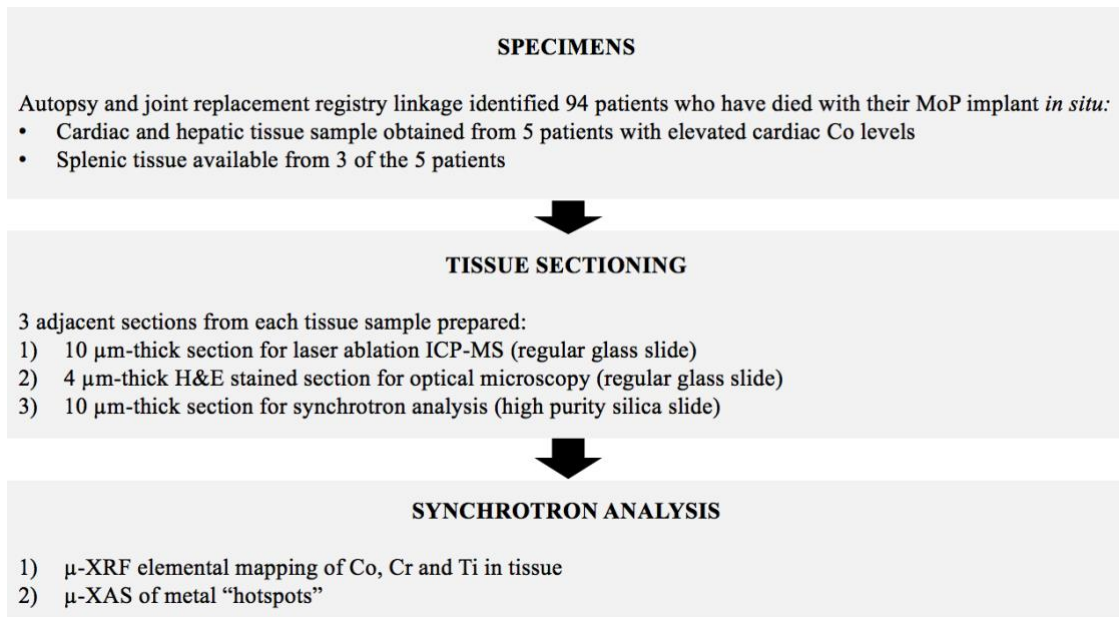 SPECIMENS
Autopsy and joint replacement registry linkage identified 94 patients who have died with their MoP implant in situ:
• Cardiac and hepatic tissue sample obtained from 5 patients with elevated cardiac Co levels
• Splenic tissue available from 3 of the 5 patients
TISSUE SECTIONING
3 adjacent sections from each tissue sample prepared:
1) 10 μm-thick section for laser ablation ICP-MS (regular glass slide)
2) 4 μm-thick H&E stained section for optical microscopy (regular glass slide)
3) 10 μm-thick section for synchrotron analysis (high purity silica slide)
SYNCHROTRON ANALYSIS
1) μ-XRF elemental mapping of Co, Cr and Ti in tissue
2) μ-XAS of metal “hotspots”